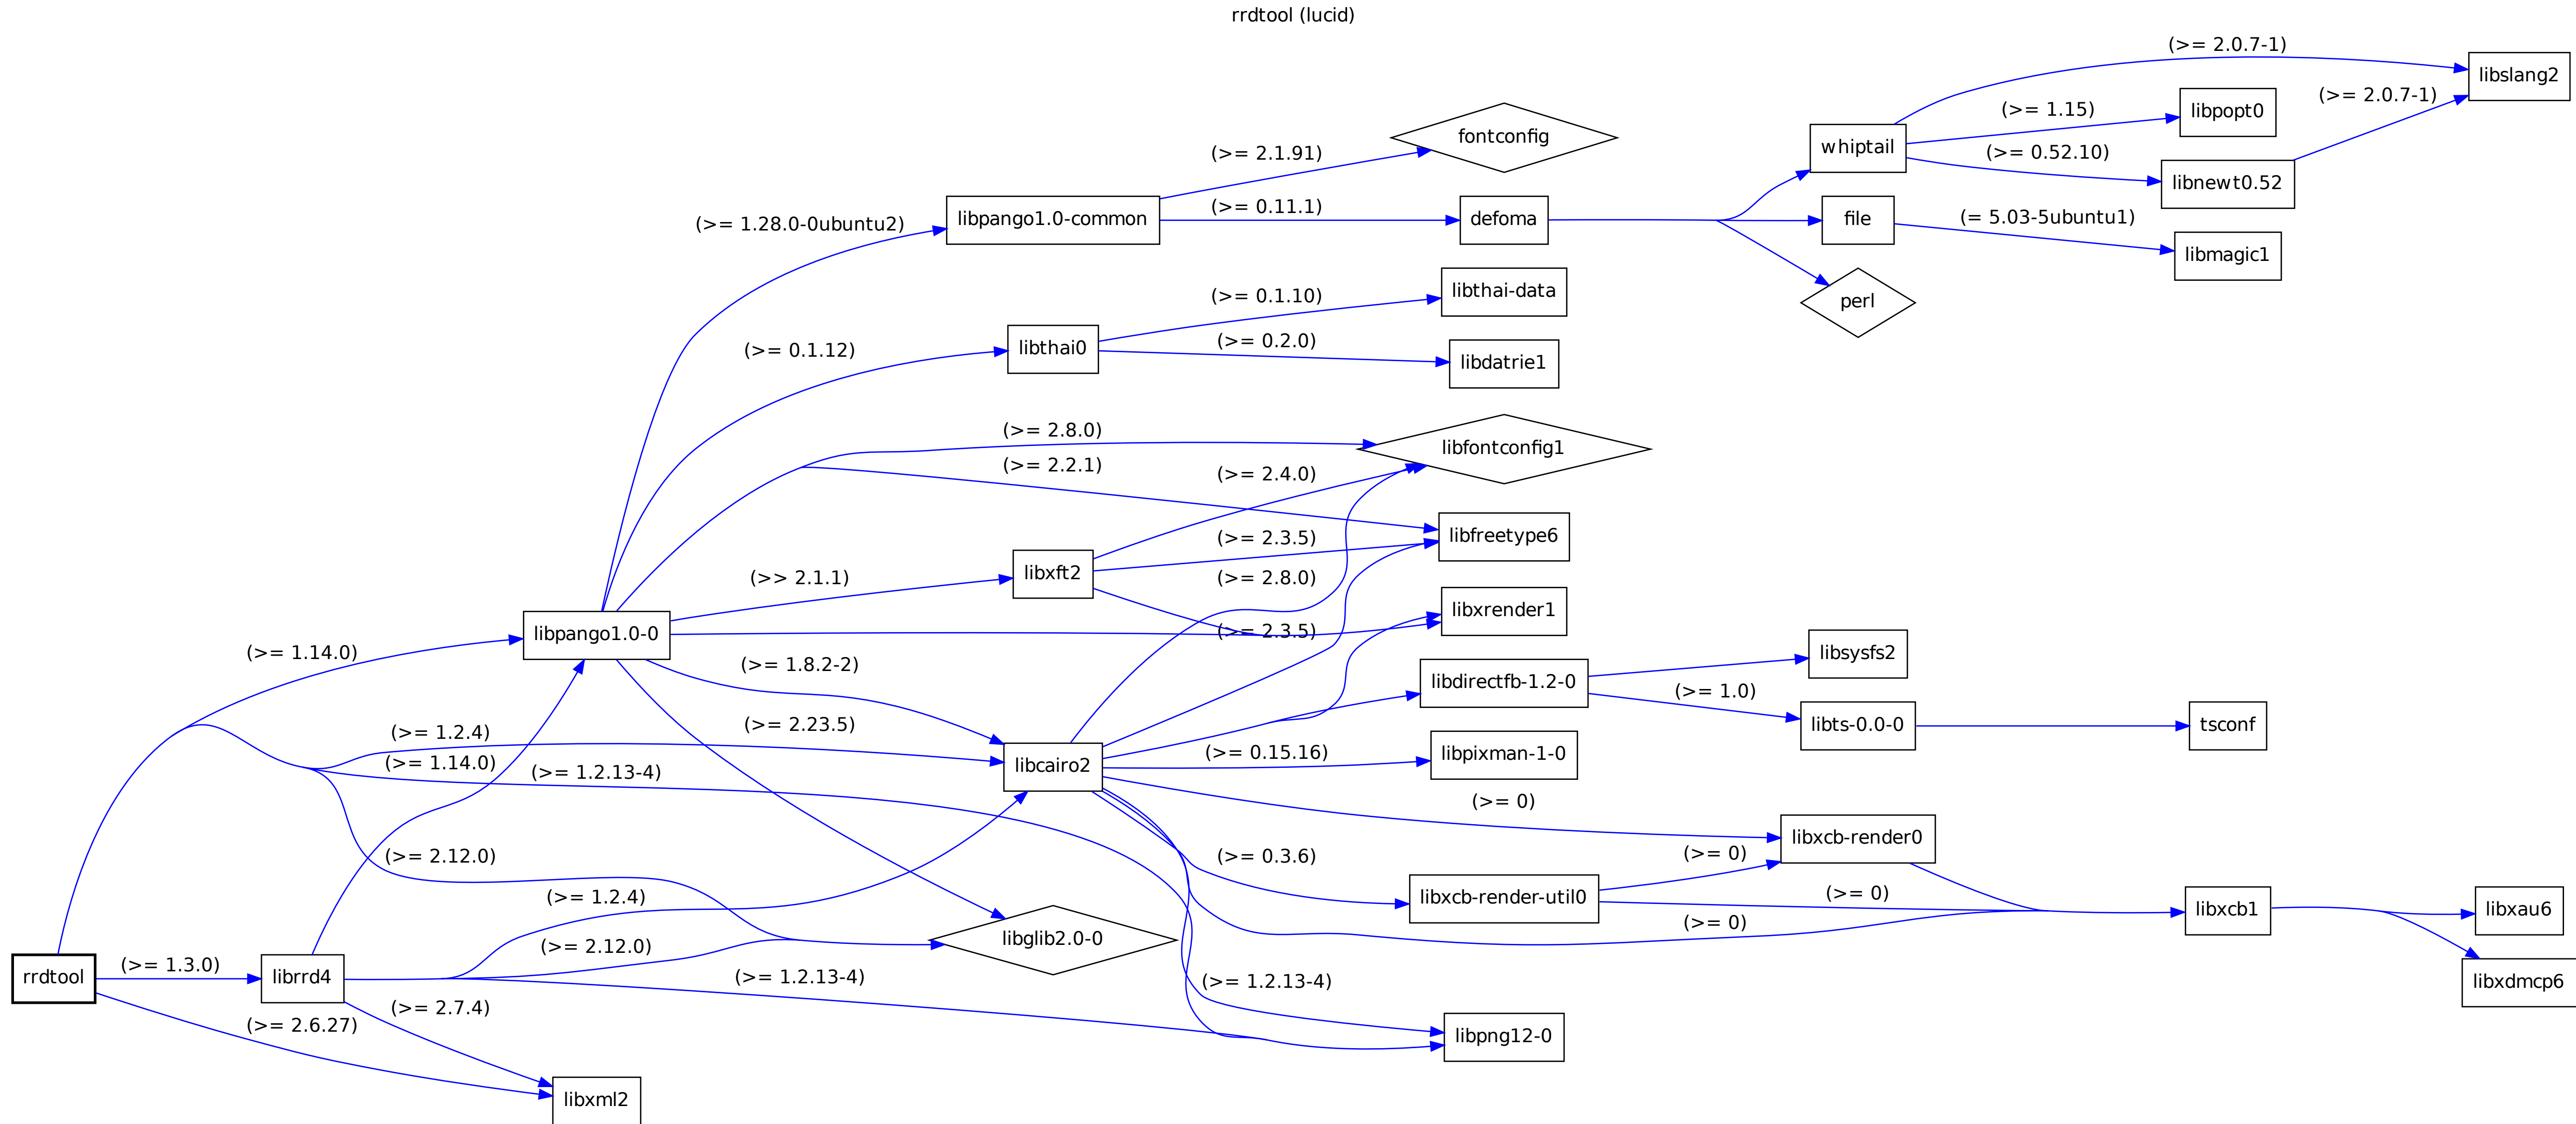 rrdtool (lucid)
(>= 2.0.7-1)
libslang2
(>= 2.0.7-1)
(>= 1.15)
libpopt0
fontconfig
whiptail
(>= 2.1.91)
(>= 0.52.10)
libnewt0.52
(>= 1.28.0-0ubuntu2)
libpango1.0-common
(>= 0.11.1)
defoma
file
(= 5.03-5ubuntu1)
libmagic1
(>= 0.1.10)
libthai-data
perl
(>= 0.1.12)
libthai0
(>= 0.2.0)
libdatrie1
(>= 2.8.0)
libfontconfig1
(>= 2.2.1)
(>= 2.4.0)
(>= 2.3.5)
libfreetype6
(>> 2.1.1)
libxft2
(>= 2.8.0)
libxrender1
(>= 2.3.5)
libpango1.0-0
(>= 1.14.0)
(>= 1.8.2-2)
libdirectfb-1.2-0
libsysfs2
(>= 1.0)
libts-0.0-0
tsconf
(>= 1.2.4)
(>= 2.23.5)
(>= 1.14.0)
(>= 1.2.13-4)
libcairo2
(>= 0.15.16)
libpixman-1-0
(>= 0)
libxcb-render0
(>= 2.12.0)
(>= 0.3.6)
(>= 0)
(>= 1.2.4)
libxcb-render-util0
(>= 0)
libxcb1
libxau6
(>= 0)
(>= 2.12.0)
libglib2.0-0
rrdtool
(>= 1.3.0)
librrd4
(>= 1.2.13-4)
(>= 1.2.13-4)
libxdmcp6
(>= 2.7.4)
(>= 2.6.27)
libpng12-0
libxml2